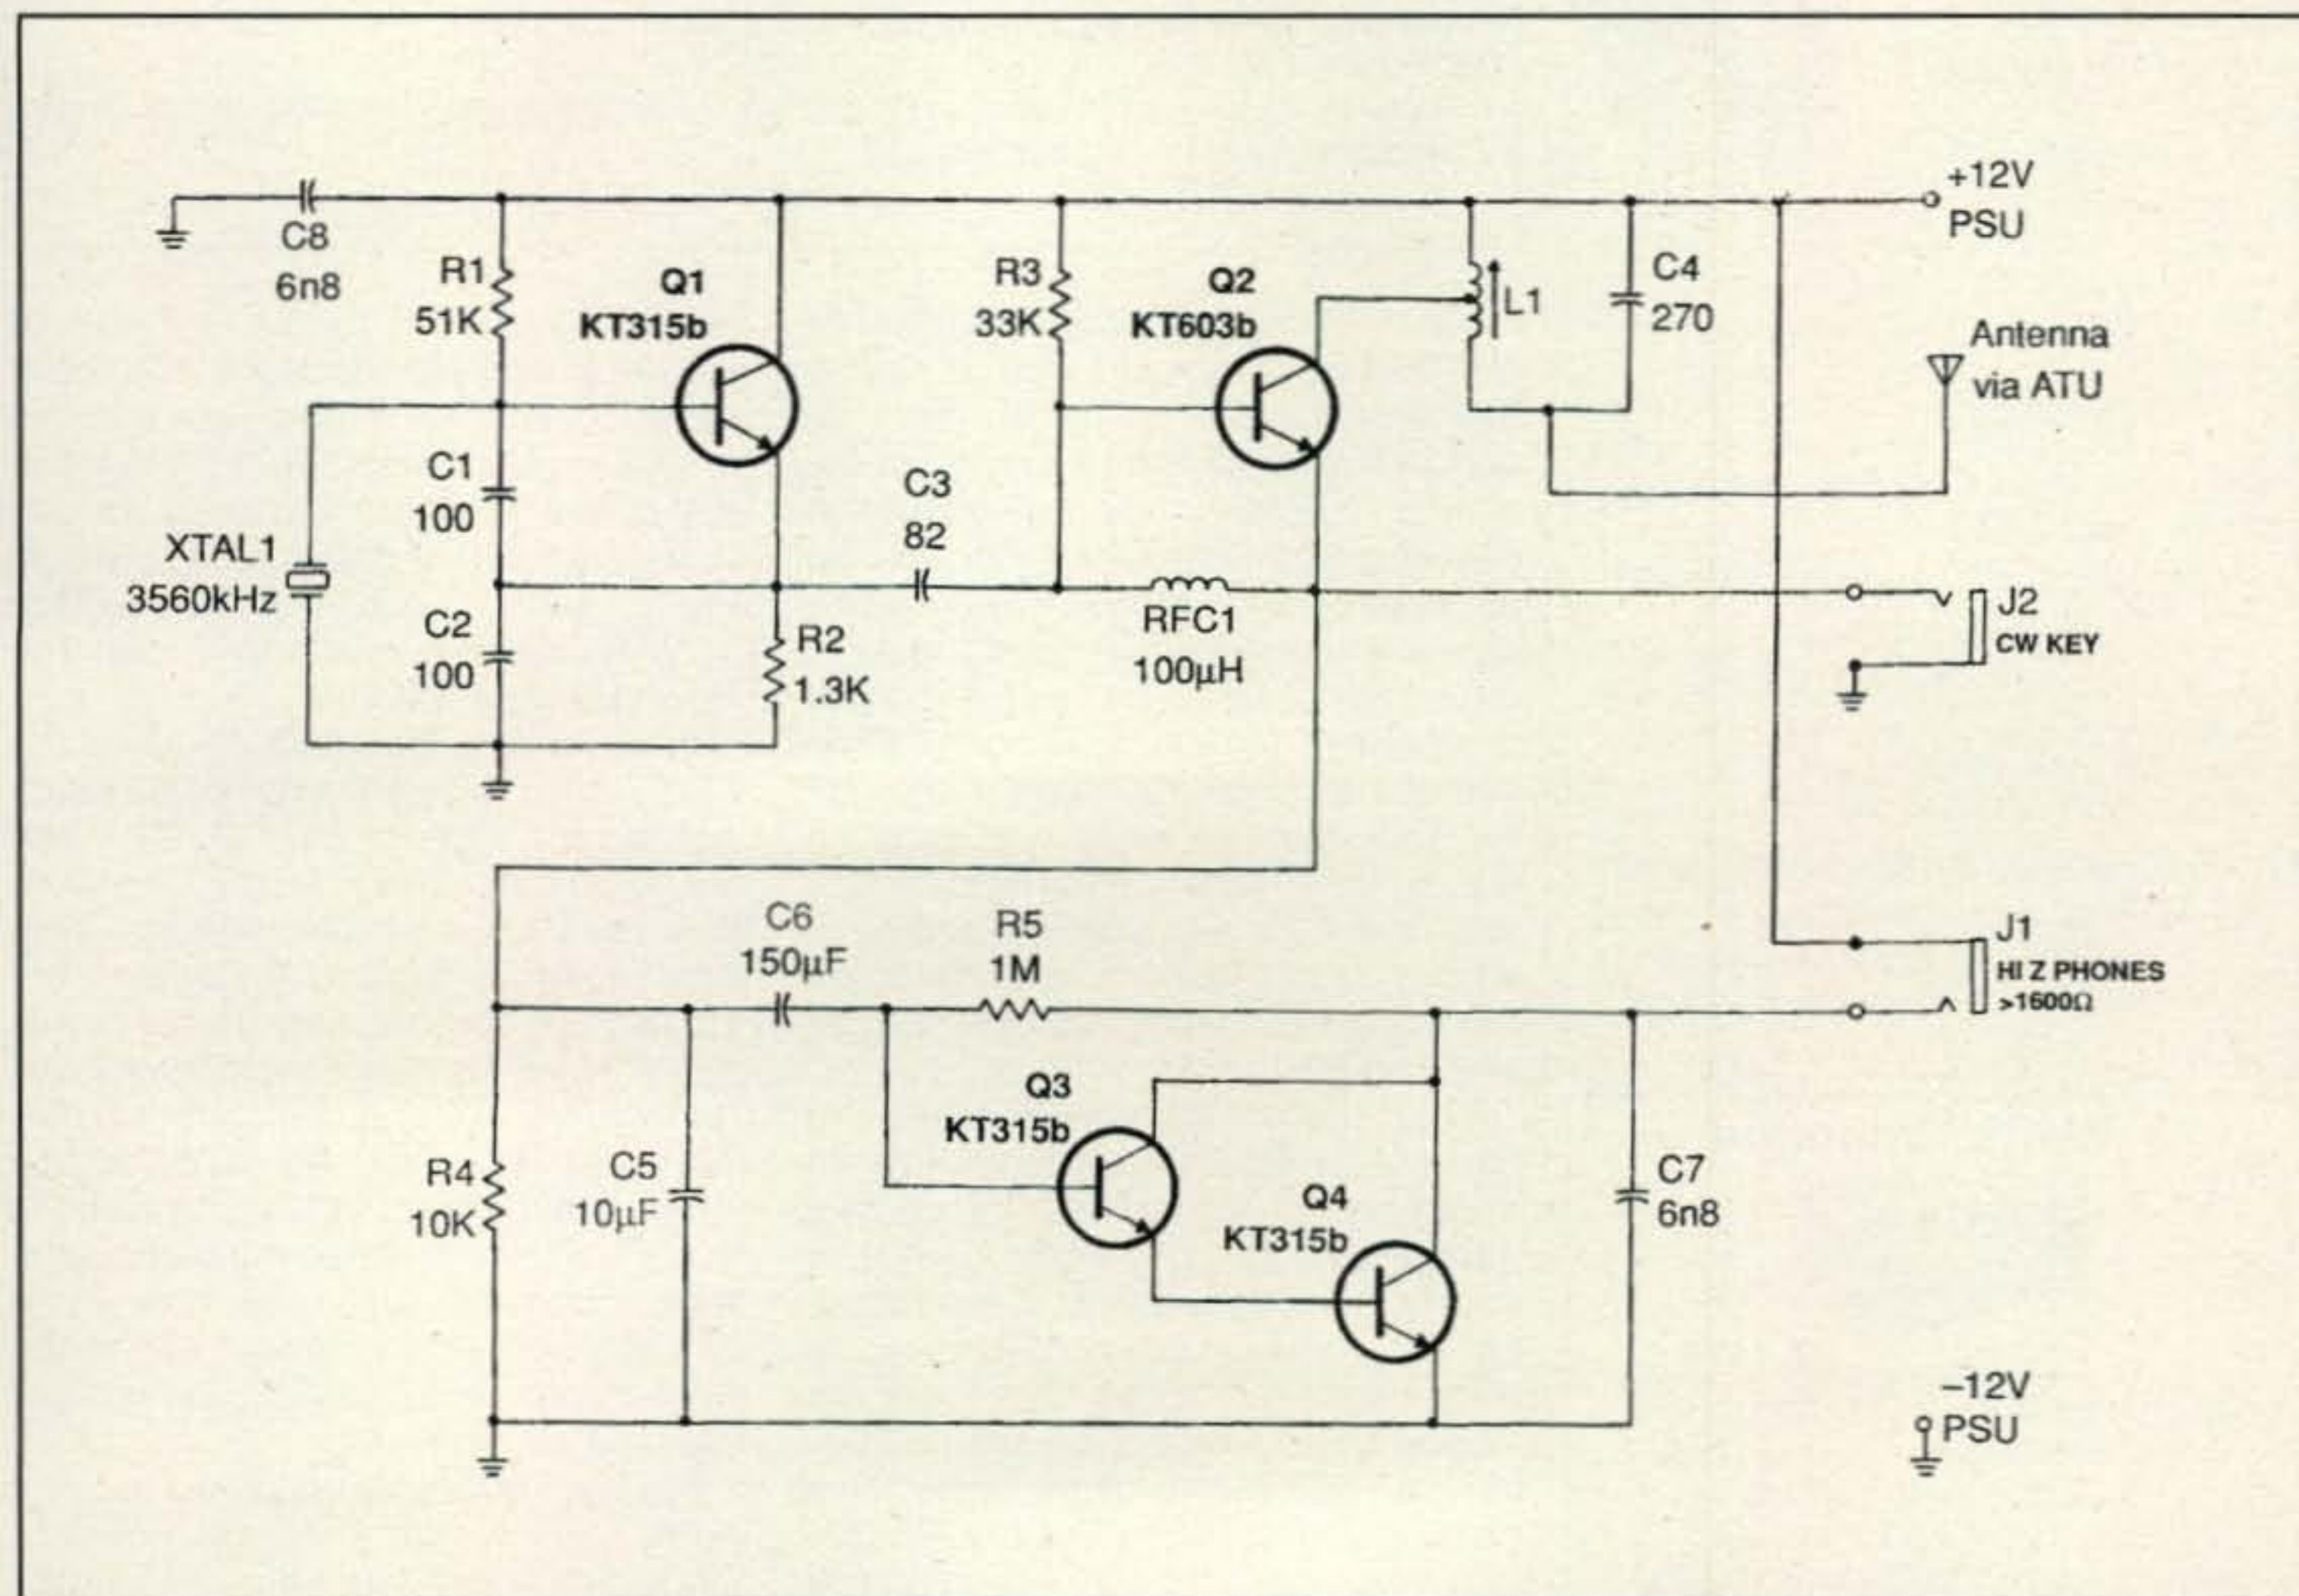 +12V
PSU
C8
6n8
R1
51K
Q1
KT315b
R3
33K
Q2
KT603b
L1
C4
270
Antenna
via ATU
C1
100
C3
82
XTAL1
3560kHz
C2
100
R2
1.3K
RFC1
100µH
J2
CW KEY
C6
150µF
R5
1M
J1
HI Z PHONES
>1600Ω
Q3
KT315b
R4
10K
C5
10µF
Q4
KT315b
C7
6n8
–12V
PSU